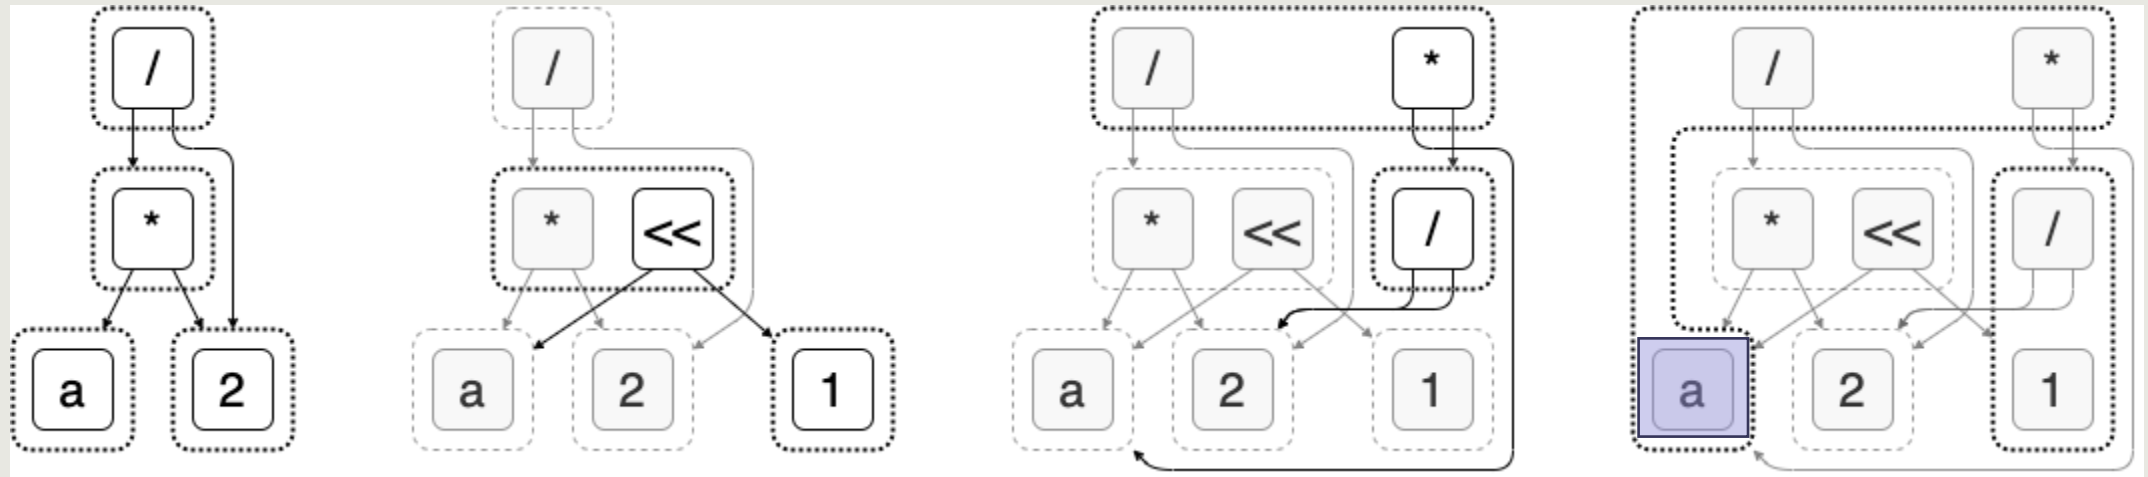 / / / * / *
* * << / * << /
a 2 a 2 1 a 2 1 a 2 1